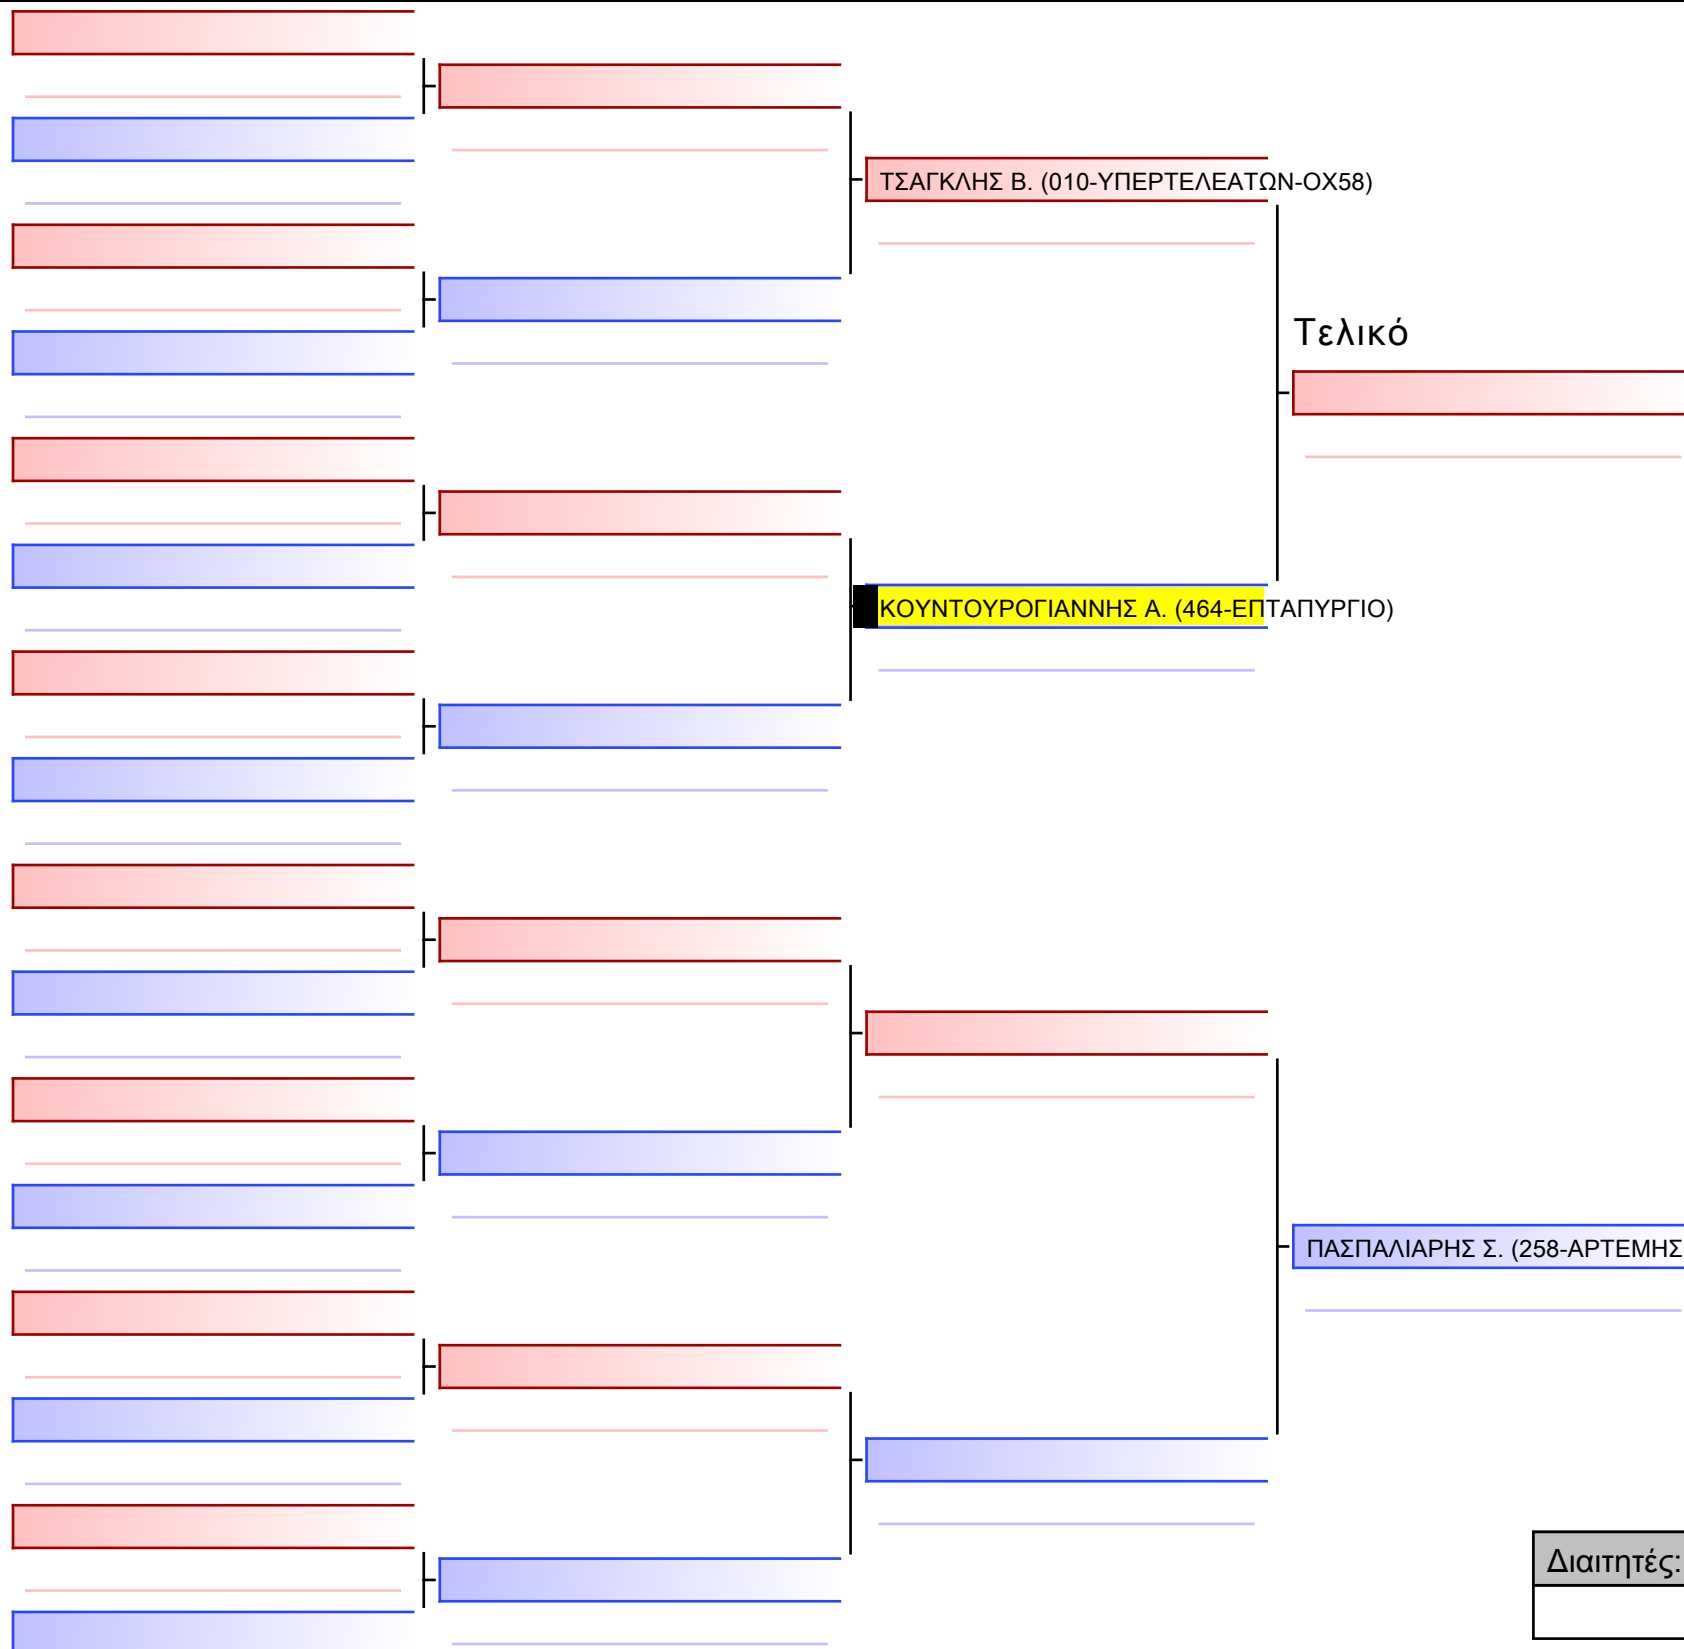 ΤΣΑΓΚΛΗΣ Β. (010-ΥΠΕΡΤΕΛΕΑΤΩΝ-ΟΧ58)
Τελικό
ΚΟΥΝΤΟΥΡΟΓΙΑΝΝΗΣ Α. (464-ΕΠΤΑΠΥΡΓΙΟ)
ΠΑΣΠΑΛΙΑΡΗΣ Σ. (258-ΑΡΤΕΜΗΣ
Διαιτητές: